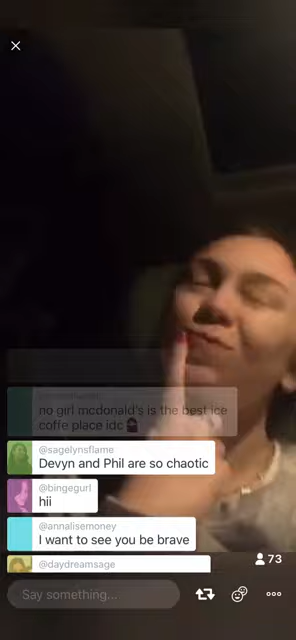 no girl mcdonald's is the best ice
coffe place idc
@sagelynsflame
Devyn and Phil are so chaotic
@bingegurl
hii
@annalisemoney
I want to see you be brave
@daydreamsage
73
Say something...